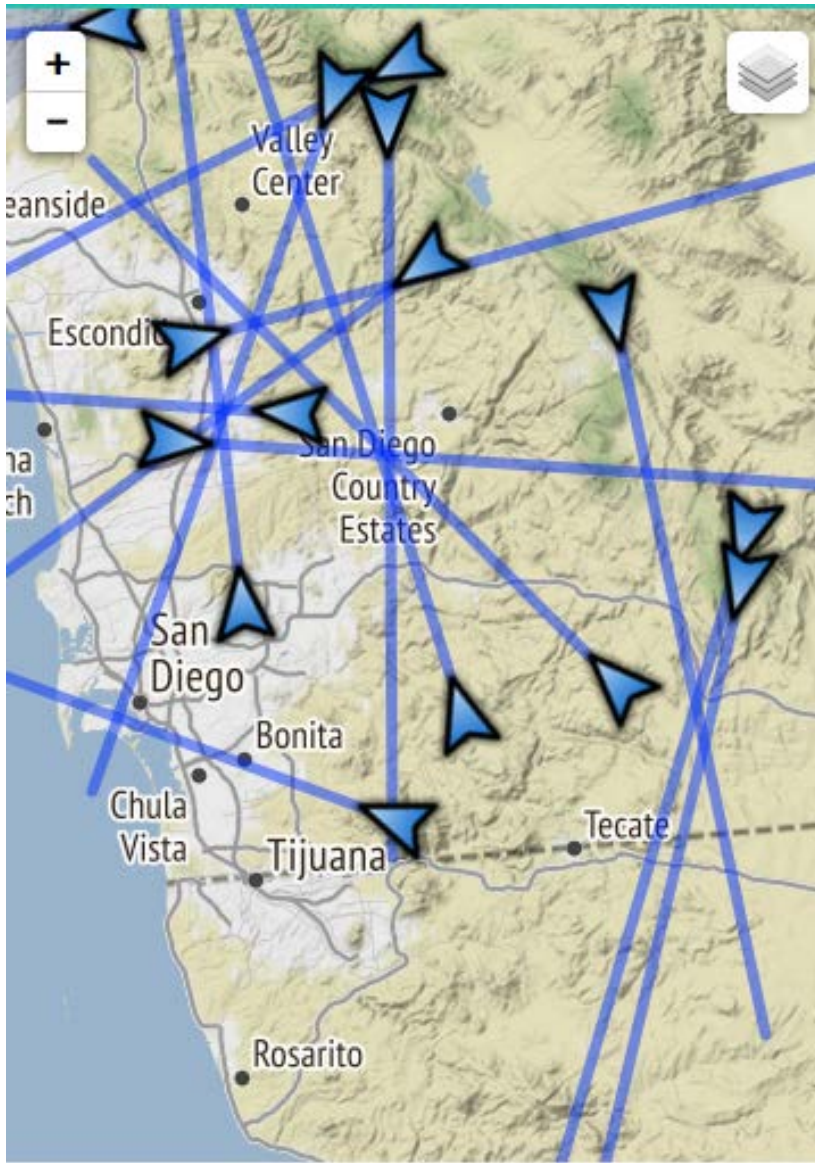 +
−
Valley
Center
eanside
Escondi
San Diego
Country
Estates
na
ch
San
Diego
Bonita
Chula
Vista
Tecate
Tijuana
Rosarito